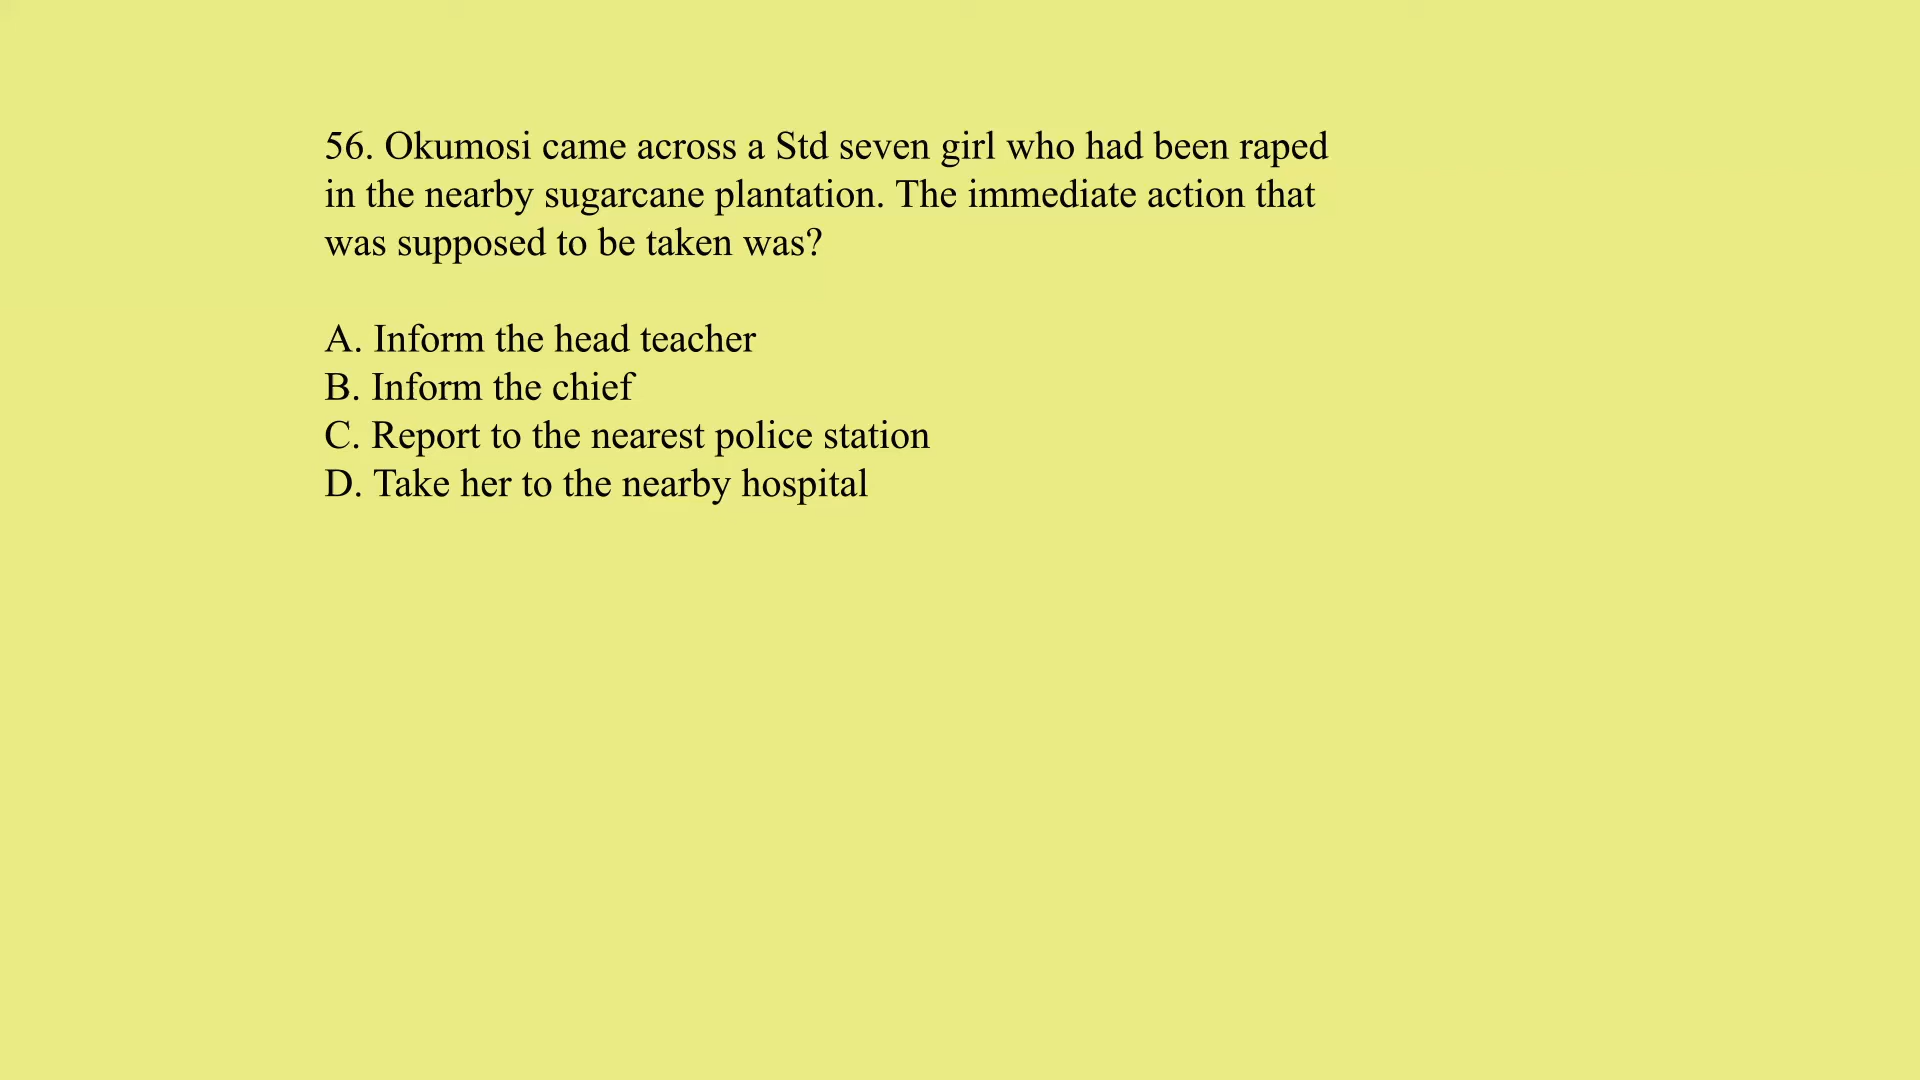 56. Okumosi came across a Std seven girl who had been raped
in the nearby sugarcane plantation. The immediate action that
was supposed to be taken was?
A. Inform the head teacher
B. Inform the chief
C. Report to the nearest police station
D. Take her to the nearby hospital